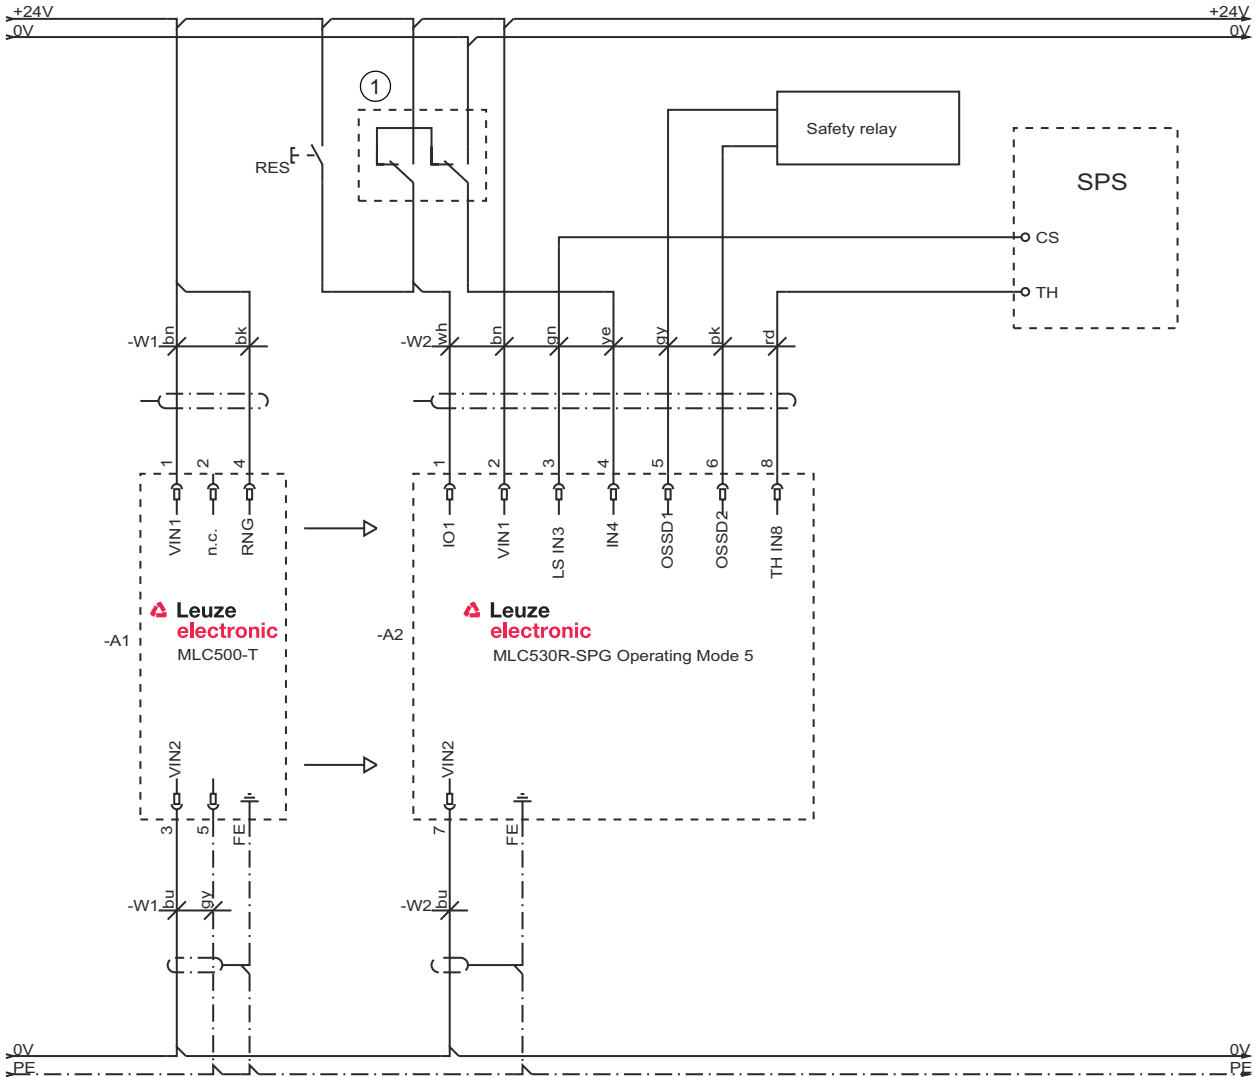 +24V +24V
0V 0V
1
Safety relay
RES
SPS
CS
TH
-W1 bn bk
-W2 wh bn gn ye gy pk rd
1 2 4
1 2 3 4 5 6 8
VIN1 n.c. RNG
IO1 VIN1 LS IN3 IN4 OSSD1 OSSD2 TH IN8
Leuze
electronic
MLC500-T
-A1
Leuze
electronic
MLC530R-SPG Operating Mode 5
-A2
VIN2
VIN2
3 5 FE
7 FE
-W1 bu gy
-W2 bu
0V 0V
PE PE